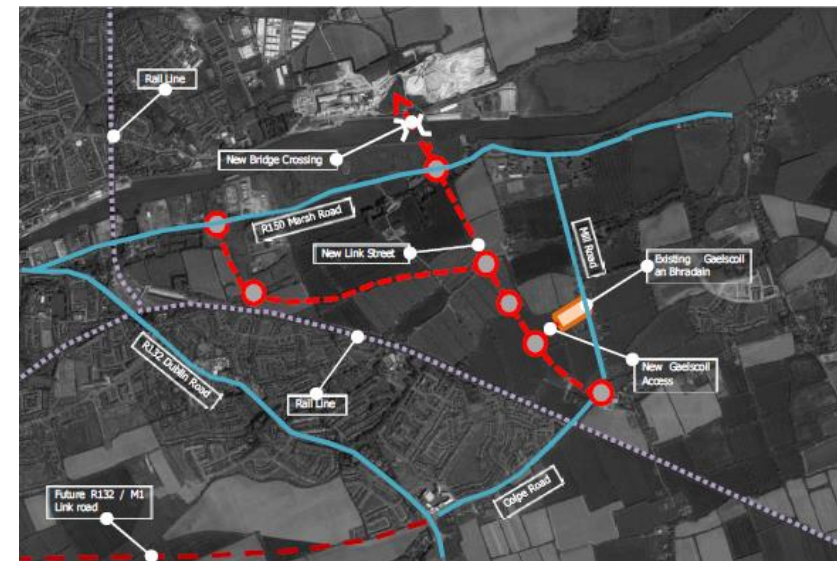 Rail Line
New Bridge Crossing
R150 Marsh Road
New Link Street
Mill Road
Existing Gaelscoil
an Bhradain
New Gaelscoil
Access
R132 Dublin Road
Rail Line
Colpe Road
Future R132 / M1
Link road